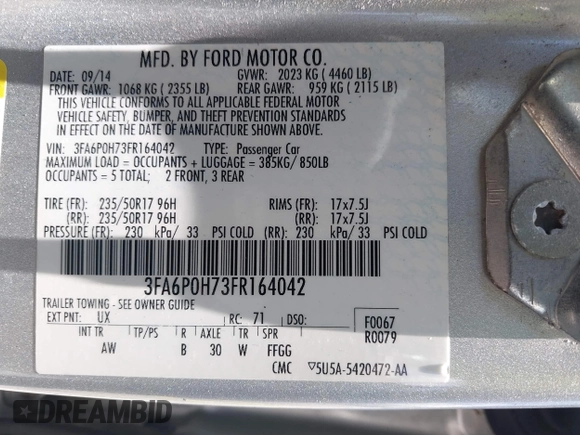 MFD. BY FORD MOTOR CO.
DATE: 09/14 GVWR: 2023 KG ( 4460 LB)
FRONT GAWR: 1068 KG ( 2355 LB) REAR GAWR: 959 KG ( 2115 LB)
THIS VEHICLE CONFORMS TO ALL APPLICABLE FEDERAL MOTOR
VEHICLE SAFETY, BUMPER, AND THEFT PREVENTION STANDARDS
IN EFFECT ON THE DATE OF MANUFACTURE SHOWN ABOVE.
VIN: 3FA6P0H73FR164042 TYPE: Passenger Car
MAXIMUM LOAD = OCCUPANTS + LUGGAGE = 385KG/ 850LB
OCCUPANTS = 5 TOTAL; 2 FRONT, 3 REAR
TIRE (FR): 235/50R17 96H RIMS (FR): 17x7.5J
(RR): 235/50R17 96H (RR): 17x7.5J
PRESSURE (FR): 230 kPa/ 33 PSI COLD (RR): 230 kPa/ 33 PSI COLD
3FA6P0H73FR164042
TRAILER TOWING - SEE OWNER GUIDE
EXT PNT: UX RC: 71 DSO: F0067
INT TR TP/PS R AXLE TR SPR R0079
AW B 30 W FFGG
CMC ▽5U5A-5420472-AA
DREAMBID